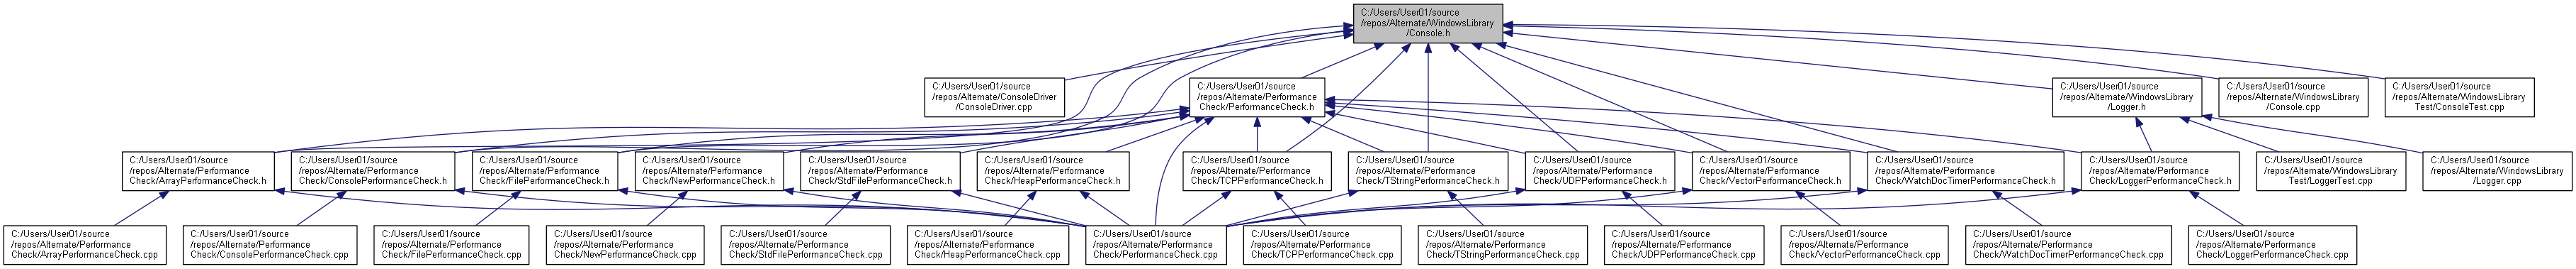 C:/Users/User01/source
/repos/Alternate/WindowsLibrary
/Console.h
C:/Users/User01/source
/repos/Alternate/ConsoleDriver
/ConsoleDriver.cpp
C:/Users/User01/source
/repos/Alternate/Performance
Check/PerformanceCheck.h
C:/Users/User01/source
/repos/Alternate/WindowsLibrary
/Logger.h
C:/Users/User01/source
/repos/Alternate/WindowsLibrary
/Console.cpp
C:/Users/User01/source
/repos/Alternate/WindowsLibrary
Test/ConsoleTest.cpp
C:/Users/User01/source
/repos/Alternate/Performance
Check/ArrayPerformanceCheck.h
C:/Users/User01/source
/repos/Alternate/Performance
Check/ConsolePerformanceCheck.h
C:/Users/User01/source
/repos/Alternate/Performance
Check/FilePerformanceCheck.h
C:/Users/User01/source
/repos/Alternate/Performance
Check/NewPerformanceCheck.h
C:/Users/User01/source
/repos/Alternate/Performance
Check/StdFilePerformanceCheck.h
C:/Users/User01/source
/repos/Alternate/Performance
Check/HeapPerformanceCheck.h
C:/Users/User01/source
/repos/Alternate/Performance
Check/TCPPerformanceCheck.h
C:/Users/User01/source
/repos/Alternate/Performance
Check/TStringPerformanceCheck.h
C:/Users/User01/source
/repos/Alternate/Performance
Check/UDPPerformanceCheck.h
C:/Users/User01/source
/repos/Alternate/Performance
Check/VectorPerformanceCheck.h
C:/Users/User01/source
/repos/Alternate/Performance
Check/WatchDocTimerPerformanceCheck.h
C:/Users/User01/source
/repos/Alternate/Performance
Check/LoggerPerformanceCheck.h
C:/Users/User01/source
/repos/Alternate/WindowsLibrary
Test/LoggerTest.cpp
C:/Users/User01/source
/repos/Alternate/WindowsLibrary
/Logger.cpp
C:/Users/User01/source
/repos/Alternate/Performance
Check/ArrayPerformanceCheck.cpp
C:/Users/User01/source
/repos/Alternate/Performance
Check/ConsolePerformanceCheck.cpp
C:/Users/User01/source
/repos/Alternate/Performance
Check/FilePerformanceCheck.cpp
C:/Users/User01/source
/repos/Alternate/Performance
Check/NewPerformanceCheck.cpp
C:/Users/User01/source
/repos/Alternate/Performance
Check/StdFilePerformanceCheck.cpp
C:/Users/User01/source
/repos/Alternate/Performance
Check/HeapPerformanceCheck.cpp
C:/Users/User01/source
/repos/Alternate/Performance
Check/PerformanceCheck.cpp
C:/Users/User01/source
/repos/Alternate/Performance
Check/TCPPerformanceCheck.cpp
C:/Users/User01/source
/repos/Alternate/Performance
Check/TStringPerformanceCheck.cpp
C:/Users/User01/source
/repos/Alternate/Performance
Check/UDPPerformanceCheck.cpp
C:/Users/User01/source
/repos/Alternate/Performance
Check/VectorPerformanceCheck.cpp
C:/Users/User01/source
/repos/Alternate/Performance
Check/WatchDocTimerPerformanceCheck.cpp
C:/Users/User01/source
/repos/Alternate/Performance
Check/LoggerPerformanceCheck.cpp